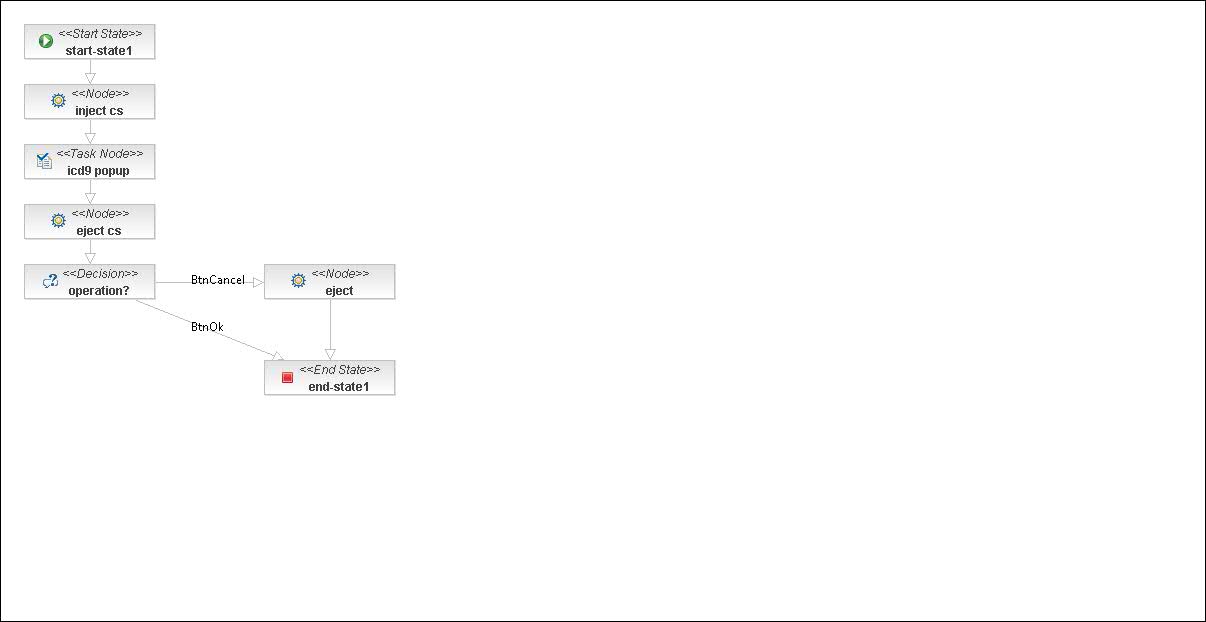 <<Start State>>
start-state1
<<Node>>
inject cs
<<Task Node>>
icd9 popup
<<Node>>
eject cs
<<Decision>>
operation?
BtnCancel
<<Node>>
eject
BtnOk
<<End State>>
end-state1